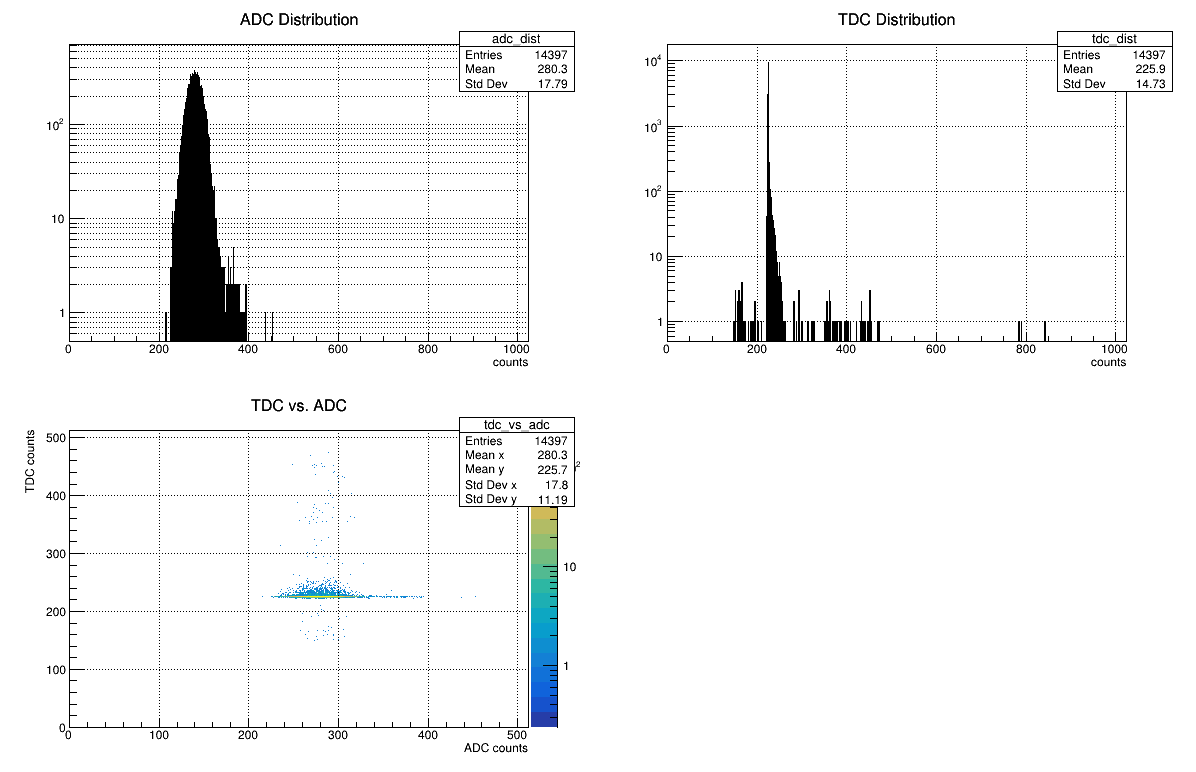 ADC Distribution
adc_dist
Entries 14397
Mean 280.3
Std Dev 17.79
10²
10
1
0 200 400 600 800 1000
counts
TDC Distribution
tdc_dist
Entries 14397
Mean 225.9
Std Dev 14.73
10⁴
10³
10²
10
1
0 200 400 600 800 1000
counts
TDC vs. ADC
tdc_vs_adc
Entries 14397
Mean x 280.3
Mean y 225.7
Std Dev x 17.8
Std Dev y 11.19
TDC counts
500
400
300
200
100
0
0 100 200 300 400 500
ADC counts
2
10
1